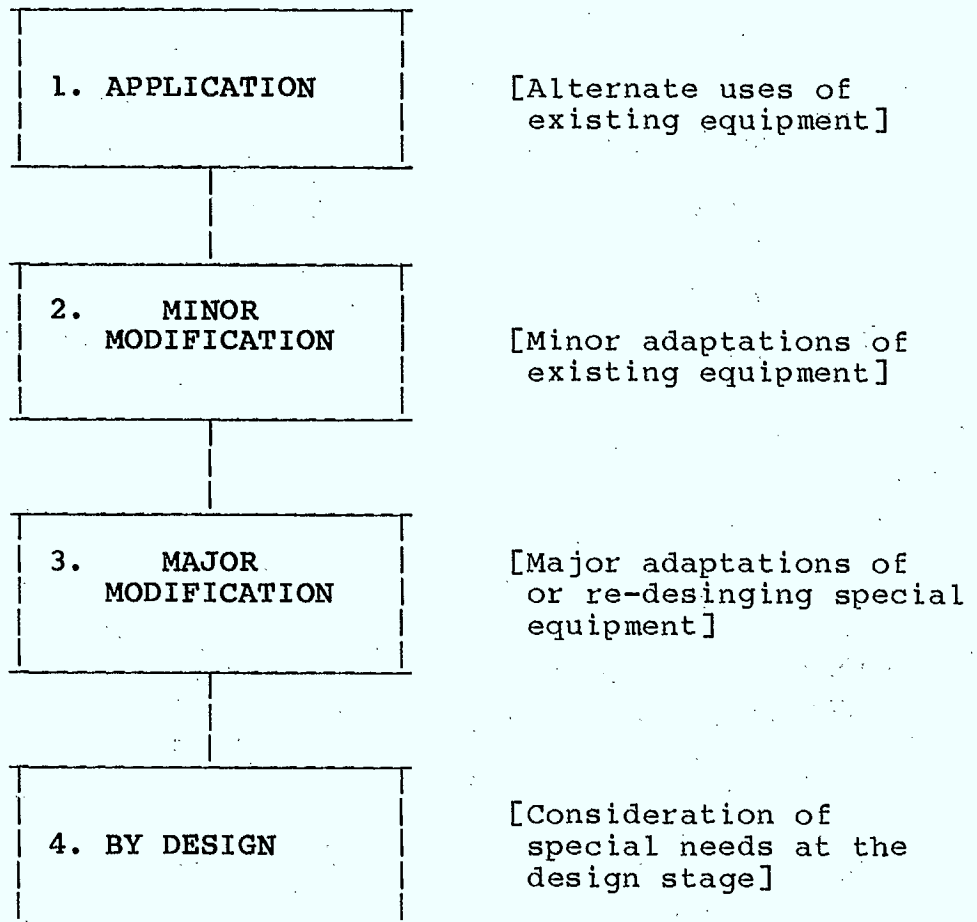 1. APPLICATION
[Alternate uses of
existing equipment]
2. MINOR
MODIFICATION
[Minor adaptations of
existing equipment]
3. MAJOR
MODIFICATION
[Major adaptations of
or re-desinging special
equipment]
4. BY DESIGN
[Consideration of
special needs at the
design stage]